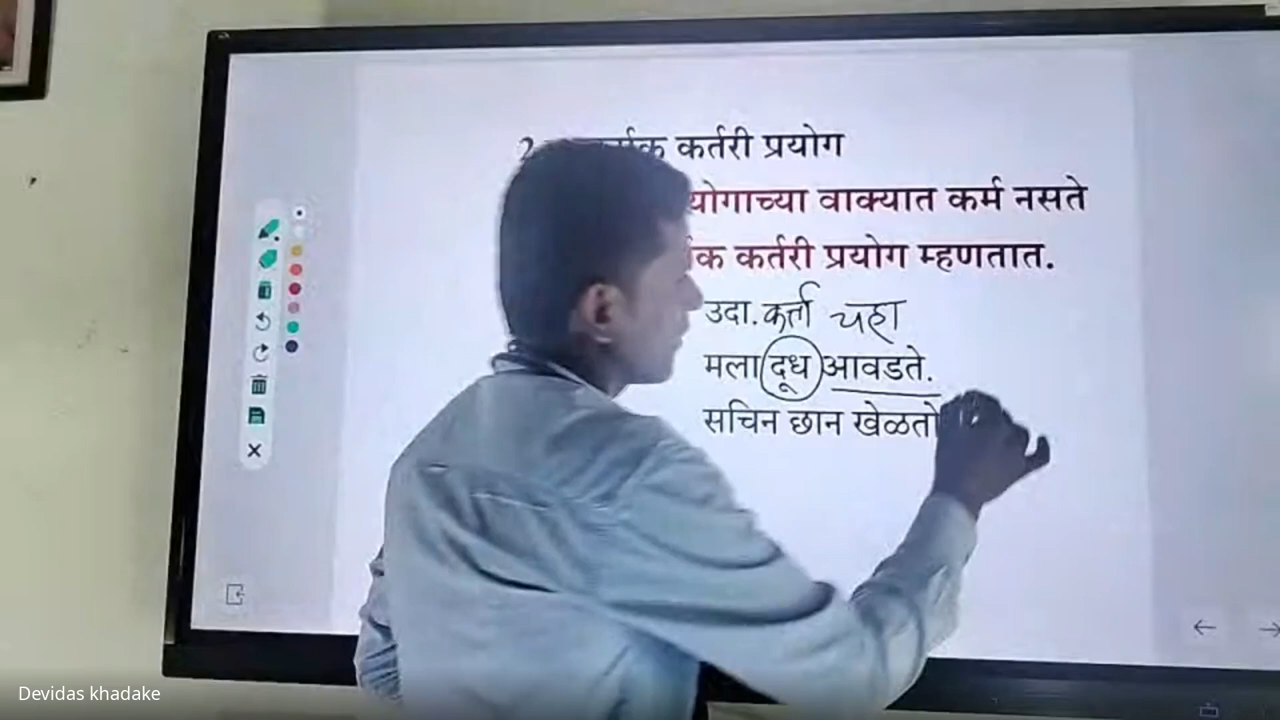 कर्तरी प्रयोग
वाक्यात कर्म नसते
कर्तरी प्रयोग म्हणतात.
उदा. कर्ता चहा
मला दूध आवडते.
सचिन छान खेळतो
Devidas khadake